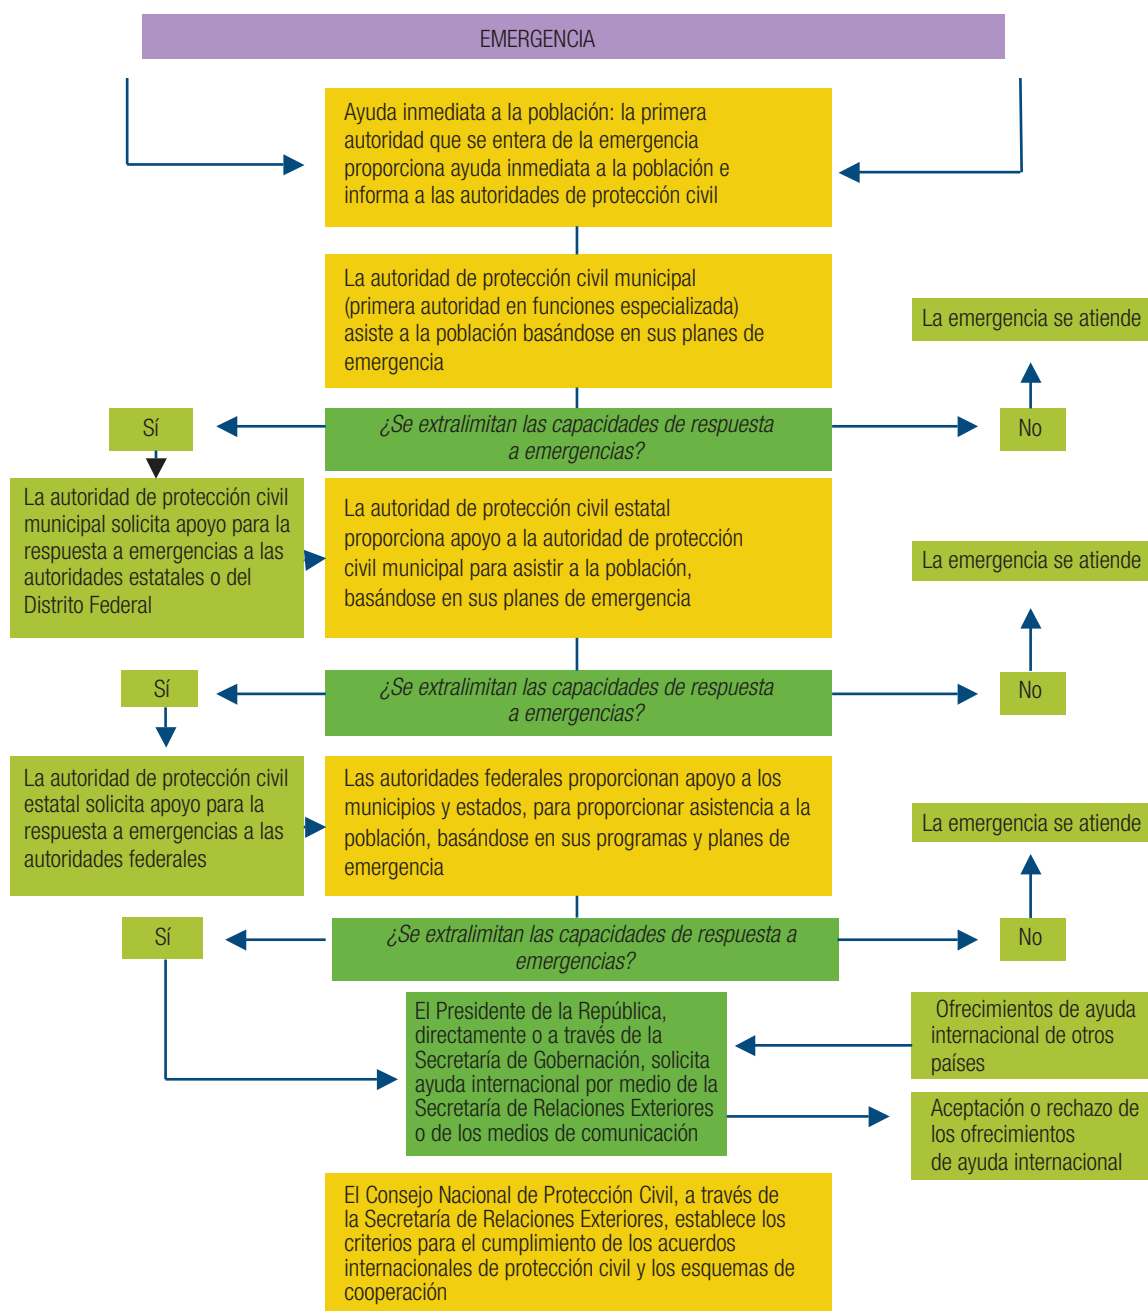 EMERGENCIA
Ayuda inmediata a la población: la primera
autoridad que se entera de la emergencia
proporciona ayuda inmediata a la población e
informa a las autoridades de protección civil
La autoridad de protección civil municipal
(primera autoridad en funciones especializada)
asiste a la población basándose en sus planes de
emergencia
La emergencia se atiende
Sí
¿Se extralimitan las capacidades de respuesta
a emergencias?
No
La autoridad de protección civil
municipal solicita apoyo para la
respuesta a emergencias a las
autoridades estatales o del
Distrito Federal
La autoridad de protección civil estatal
proporciona apoyo a la autoridad de protección
civil municipal para asistir a la población,
basándose en sus planes de emergencia
La emergencia se atiende
Sí
¿Se extralimitan las capacidades de respuesta
a emergencias?
No
La autoridad de protección civil
estatal solicita apoyo para la
respuesta a emergencias a las
autoridades federales
Las autoridades federales proporcionan apoyo a los
municipios y estados, para proporcionar asistencia a la
población, basándose en sus programas y planes de
emergencia
La emergencia se atiende
Sí
¿Se extralimitan las capacidades de respuesta a
emergencias?
No
El Presidente de la República,
directamente o a través de la
Secretaría de Gobernación, solicita
ayuda internacional por medio de la
Secretaría de Relaciones Exteriores
o de los medios de comunicación
Ofrecimientos de ayuda
internacional de otros
países
Aceptación o rechazo de
los ofrecimientos
de ayuda internacional
El Consejo Nacional de Protección Civil, a través de
la Secretaría de Relaciones Exteriores, establece los
criterios para el cumplimiento de los acuerdos
internacionales de protección civil y los esquemas de
cooperación